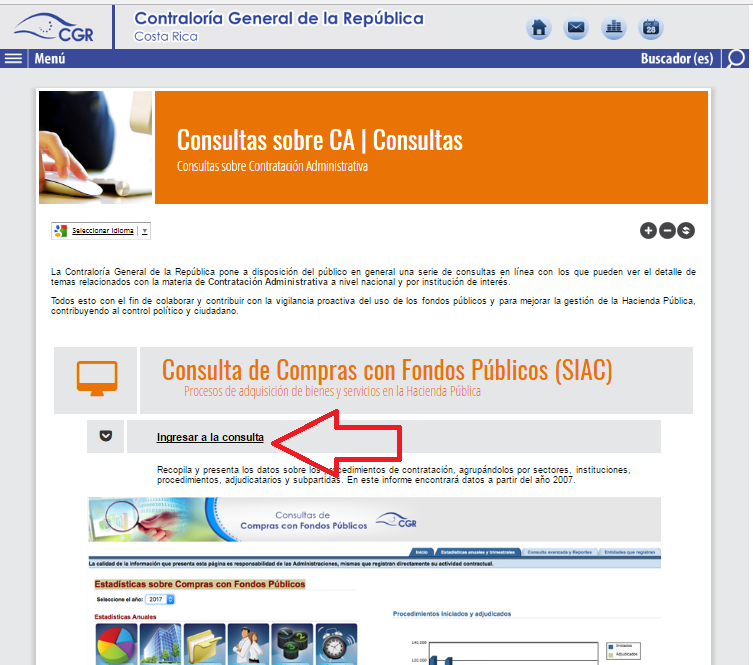 Contraloría General de la República
Costa Rica
CGR
28
Menú
Buscador (es)
Consultas sobre CA | Consultas
Consultas sobre Contratación Administrativa
Seleccionar idioma
La Contraloría General de la República pone a disposición del público en general una serie de consultas en línea con los que pueden ver el detalle de
temas relacionados con la materia de Contratación Administrativa a nivel nacional y por institución de interés.
Todos esto con el fin de colaborar y contribuir con la vigilancia proactiva del uso de los fondos públicos y para mejorar la gestión de la Hacienda Pública,
contribuyendo al control político y ciudadano.
Consulta de Compras con Fondos Públicos (SIAC)
Procesos de adquisición de bienes y servicios en la Hacienda Pública
Ingresar a la consulta
Recopila y presenta los datos sobre los procedimientos de contratación, agrupándolos por sectores, instituciones,
procedimientos, adjudicatarios y subpartidas. En este informe encontrará datos a partir del año 2007.
Consultas de
Compras con Fondos Públicos
CGR
Inicio
Estadísticas anuales y trimestrales
Consulta avanzada y Reportes
Entidades que registran
La calidad de la información que presenta esta página es responsabilidad de las Administraciones, mismas que registran directamente su actividad contractual.
Estadísticas sobre Compras con Fondos Públicos
Seleccione el año: 2017
Estadísticas Anuales
Procedimientos iniciados y adjudicados
140.000
120.000
Iniciados
Adjudicados